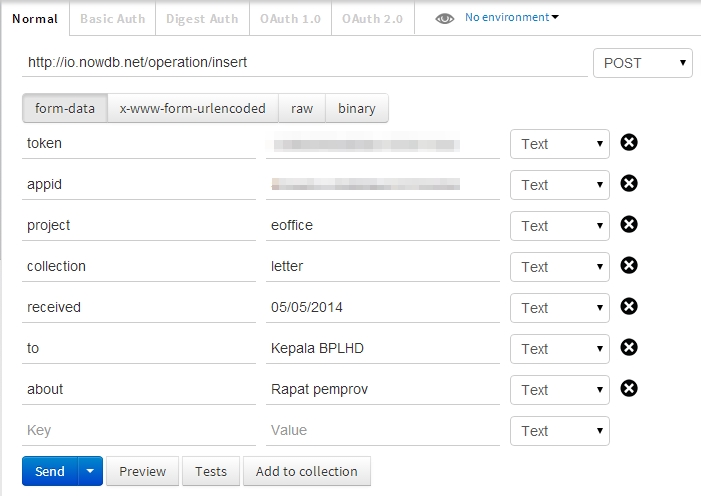 Normal Basic Auth Digest Auth OAuth 1.0 OAuth 2.0 No environment
http://io.nowdb.net/operation/insert POST
form-data x-www-form-urlencoded raw binary
token Text
appid Text
project eoffice Text
collection letter Text
received 05/05/2014 Text
to Kepala BPLHD Text
about Rapat pemprov Text
Key Value Text
Send Preview Tests Add to collection